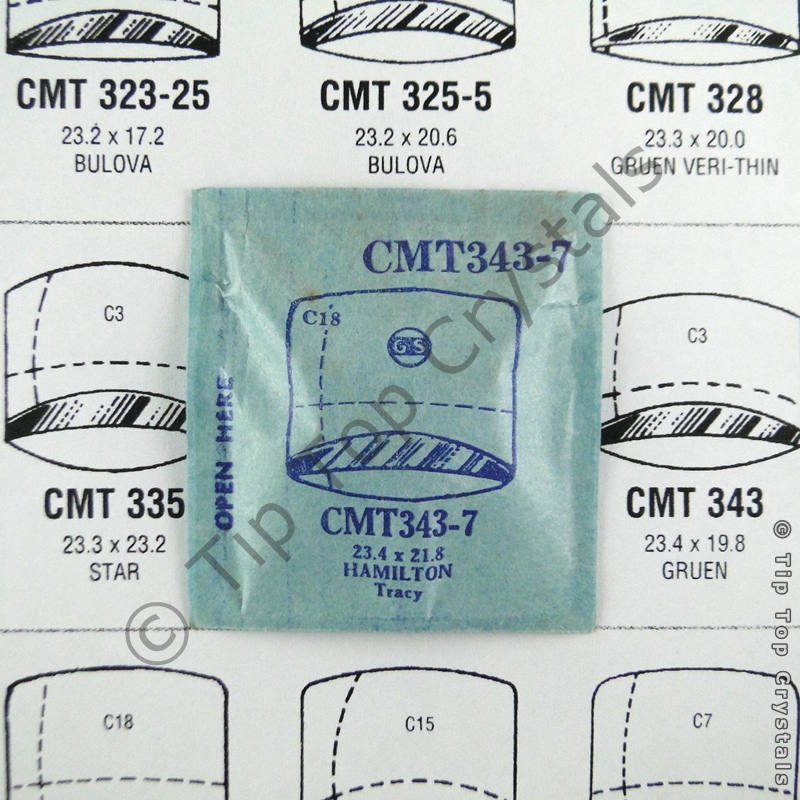 CMT 323-25
23.2 x 17.2
BULOVA
CMT 325-5
23.2 x 20.6
BULOVA
CMT 328
23.3 x 20.0
GRUEN VERI-THIN
C3
CMT 335
23.3 x 23.2
STAR
CMT343-7
C18
GS
OPEN HERE
CMT343-7
23.4 x 21.8
HAMILTON
Tracy
C3
CMT 343
23.4 x 19.8
GRUEN
C18
C15
C7
© Tip Top Crystals
© Tip Top Crystals